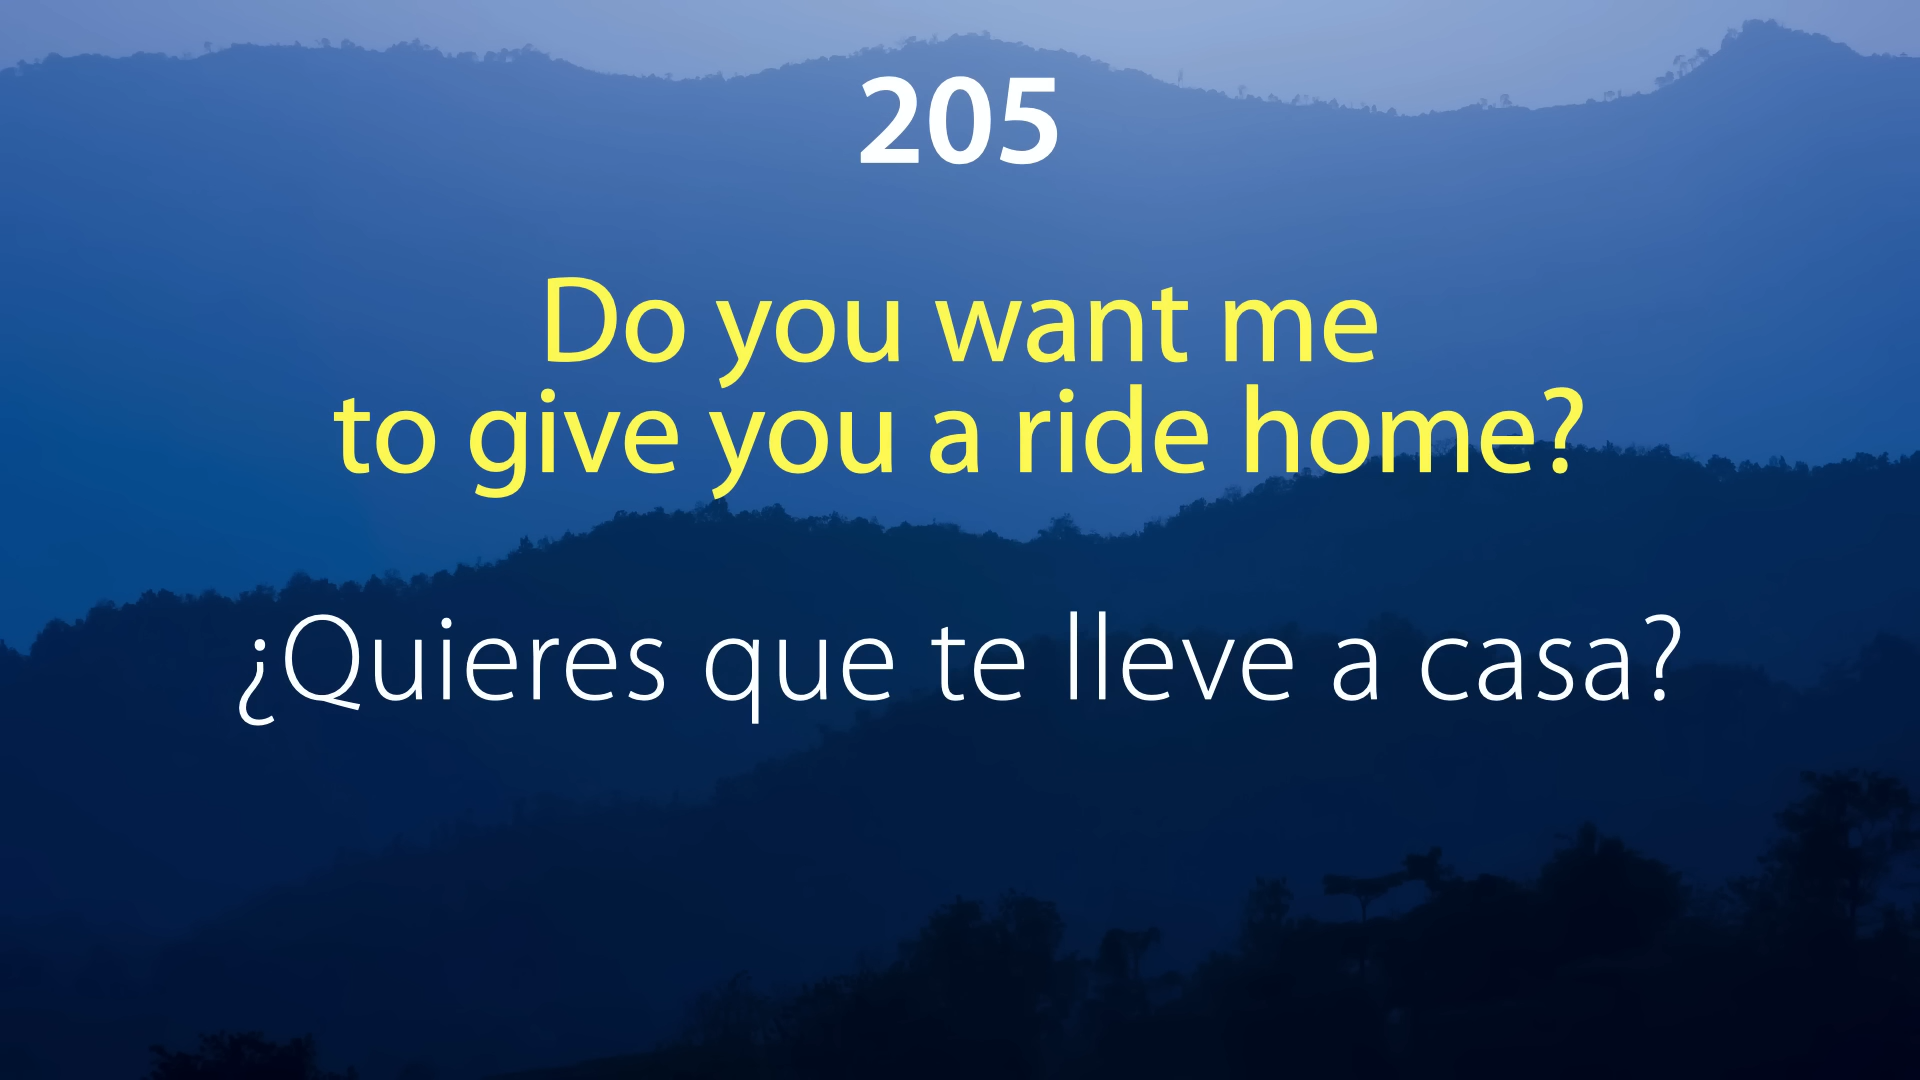 205
Do you want me
to give you a ride home?
¿Quieres que te lleve a casa?